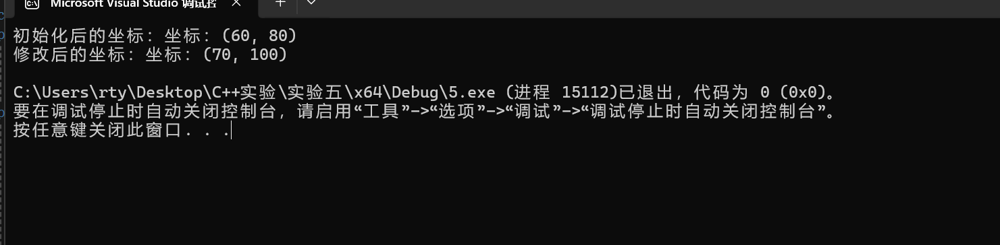 Microsoft Visual Studio 调试控
初始化后的坐标：坐标：(60, 80)
修改后的坐标：坐标：(70, 100)
C:\Users\rty\Desktop\C++实验\实验五\x64\Debug\5.exe (进程 15112)已退出，代码为 0 (0x0)。
要在调试停止时自动关闭控制台，请启用“工具”->“选项”->“调试”->“调试停止时自动关闭控制台”。
按任意键关闭此窗口. . .